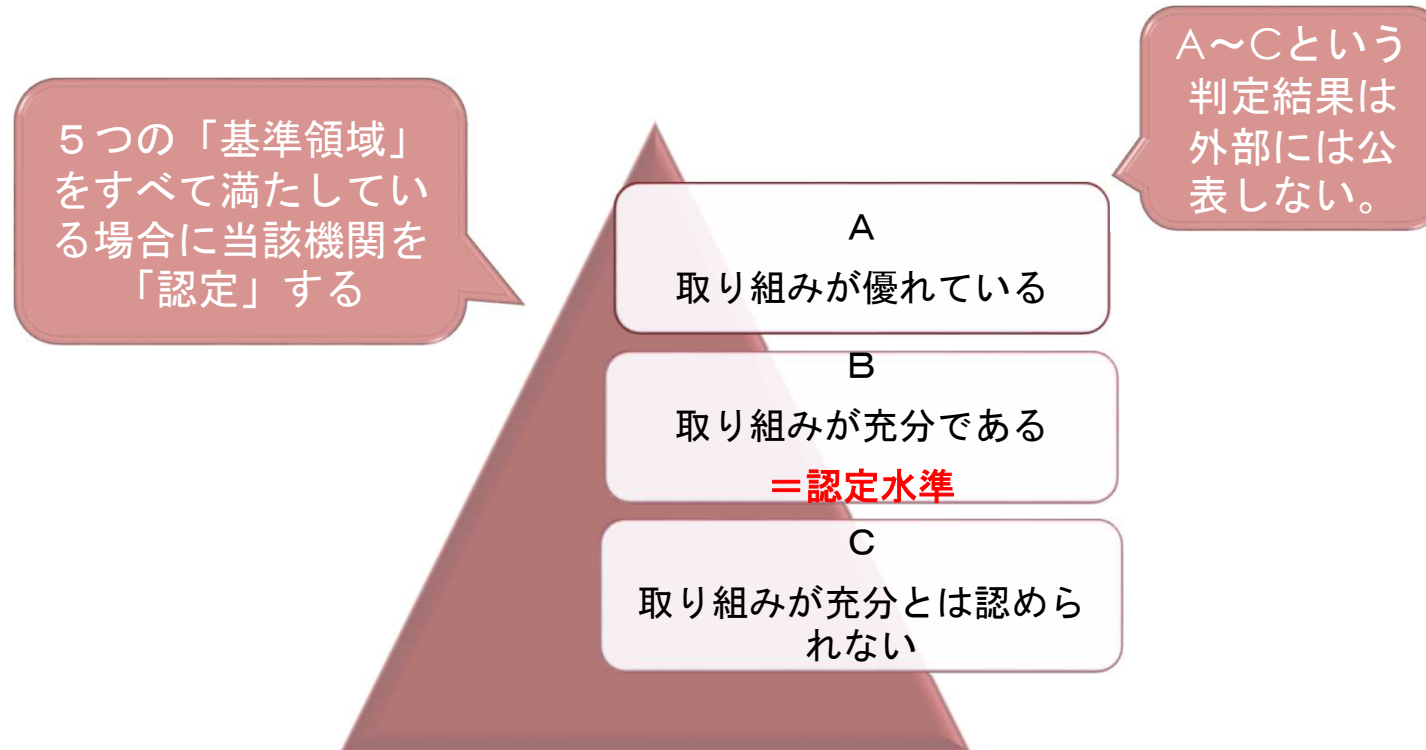 ５つの「基準領域」
をすべて満たしてい
る場合に当該機関を
「認定」する
A～Cという
判定結果は
外部には公
表しない。
A
取り組みが優れている
B
取り組みが充分である
＝認定水準
C
取り組みが充分とは認めら
れない